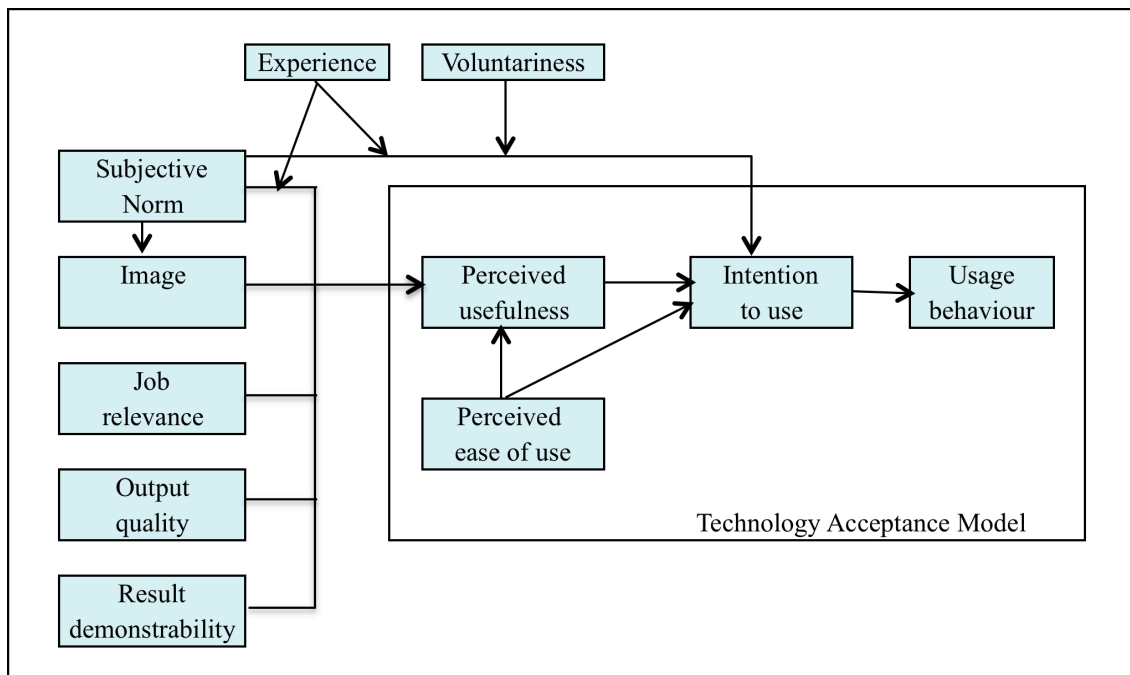 Experience
Voluntariness
Subjective
Norm
Image
Perceived
usefulness
Intention
to use
Usage
behaviour
Job
relevance
Perceived
ease of use
Output
quality
Technology Acceptance Model
Result
demonstrability